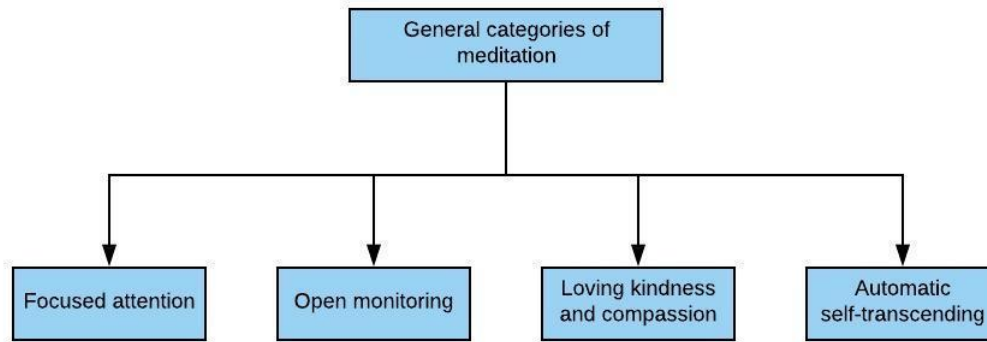 General categories of
meditation
Focused attention
Open monitoring
Loving kindness
and compassion
Automatic
self-transcending